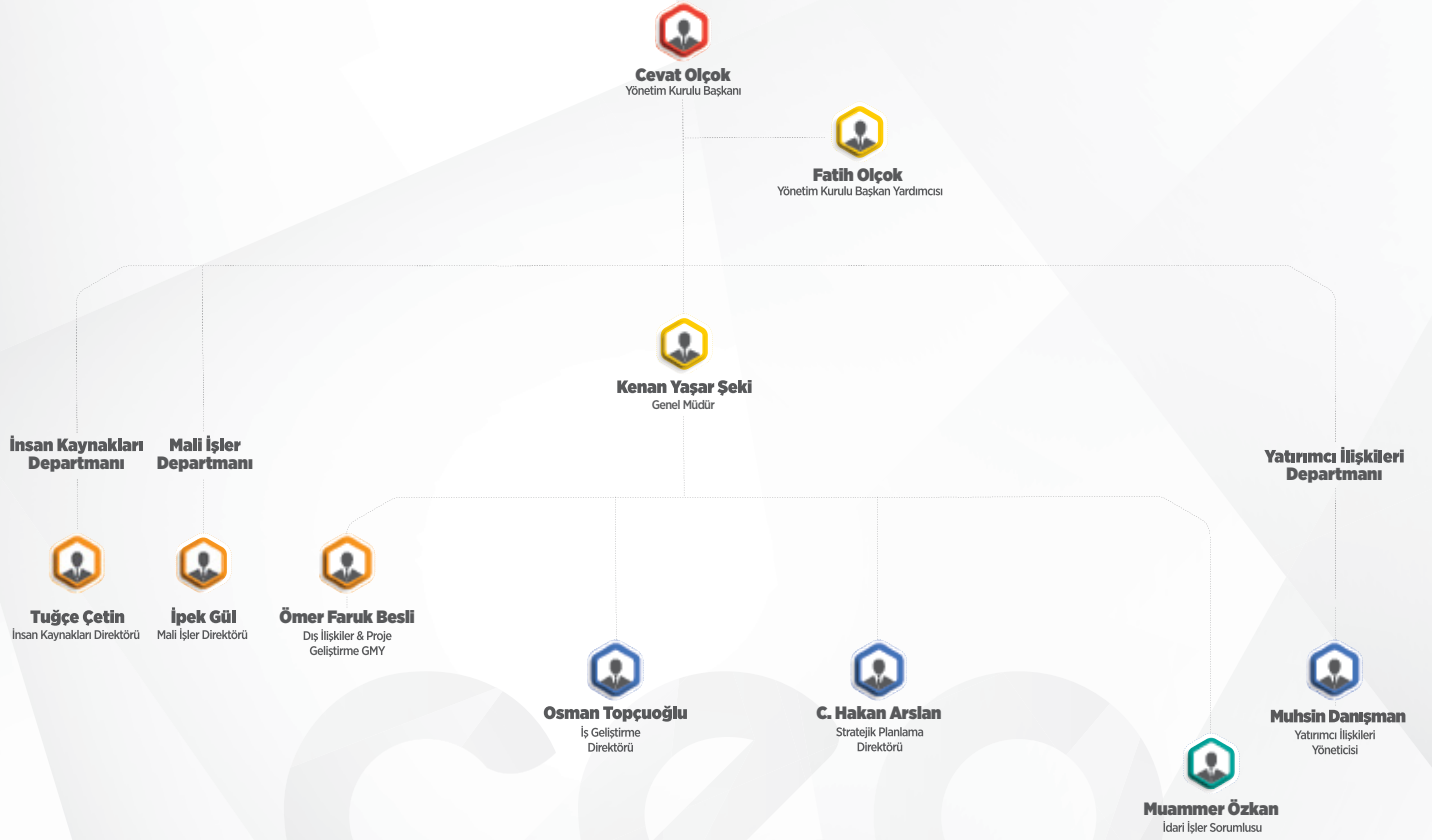 Cevat Olçok
Yönetim Kurulu Başkanı
Fatih Olçok
Yönetim Kurulu Başkan Yardımcısı
Kenan Yaşar Şeki
Genel Müdür
İnsan Kaynakları
Departmanı
Mali İşler
Departmanı
Yatırımcı İlişkileri
Departmanı
Tuğçe Çetin
İnsan Kaynakları Direktörü
İpek Gül
Mali İşler Direktörü
Ömer Faruk Besli
Dış İlişkiler & Proje
Geliştirme GMY
Osman Topçuoğlu
İş Geliştirme
Direktörü
C. Hakan Arslan
Stratejik Planlama
Direktörü
Muhsin Danışman
Yatırımcı İlişkileri
Yöneticisi
Muammer Özkan
İdari İşler Sorumlusu